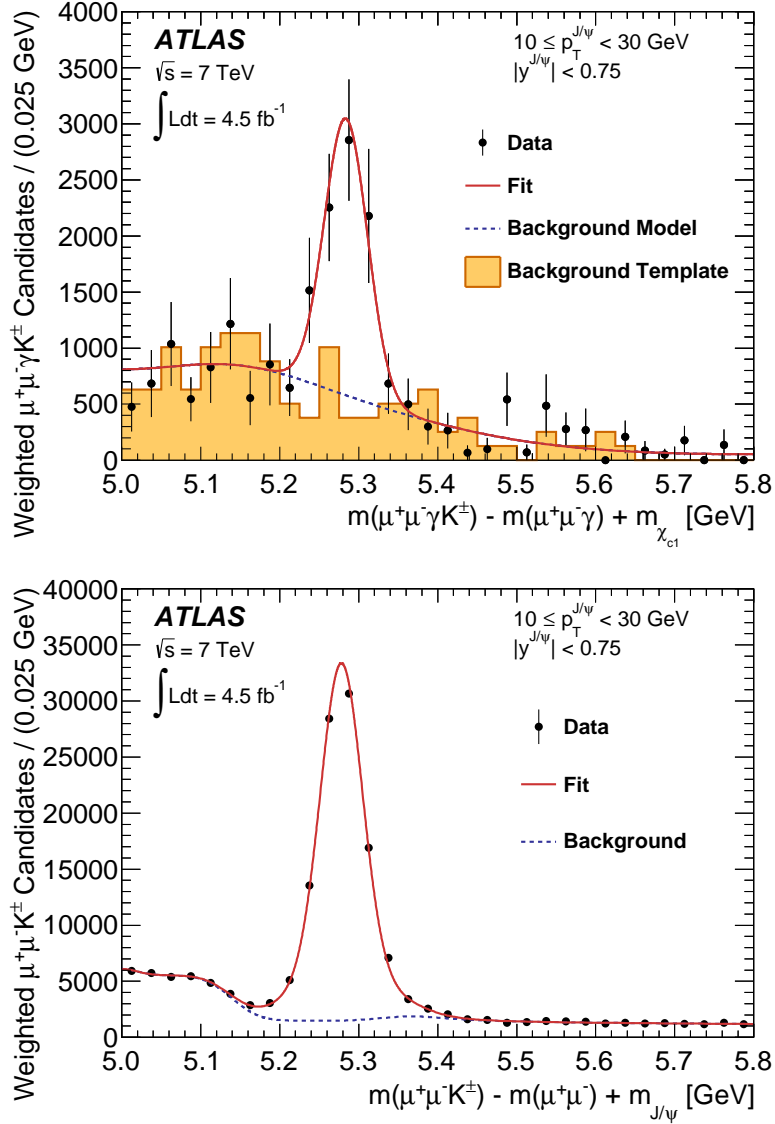 ATLAS
√s = 7 TeV
∫Ldt = 4.5 fb⁻¹
10 ≤ p_T^{J/ψ} < 30 GeV
|y^{J/ψ}| < 0.75
Data
Fit
Background Model
Background Template
Weighted μ⁺μ⁻γK± Candidates / (0.025 GeV)
4000
3500
3000
2500
2000
1500
1000
500
0
5.0 5.1 5.2 5.3 5.4 5.5 5.6 5.7 5.8
m(μ⁺μ⁻γK±) - m(μ⁺μ⁻γ) + m_{χ_{c1}} [GeV]
ATLAS
√s = 7 TeV
∫Ldt = 4.5 fb⁻¹
10 ≤ p_T^{J/ψ} < 30 GeV
|y^{J/ψ}| < 0.75
Data
Fit
Background
Weighted μ⁺μ⁻K± Candidates / (0.025 GeV)
40000
35000
30000
25000
20000
15000
10000
5000
0
5.0 5.1 5.2 5.3 5.4 5.5 5.6 5.7 5.8
m(μ⁺μ⁻K±) - m(μ⁺μ⁻) + m_{J/ψ} [GeV]